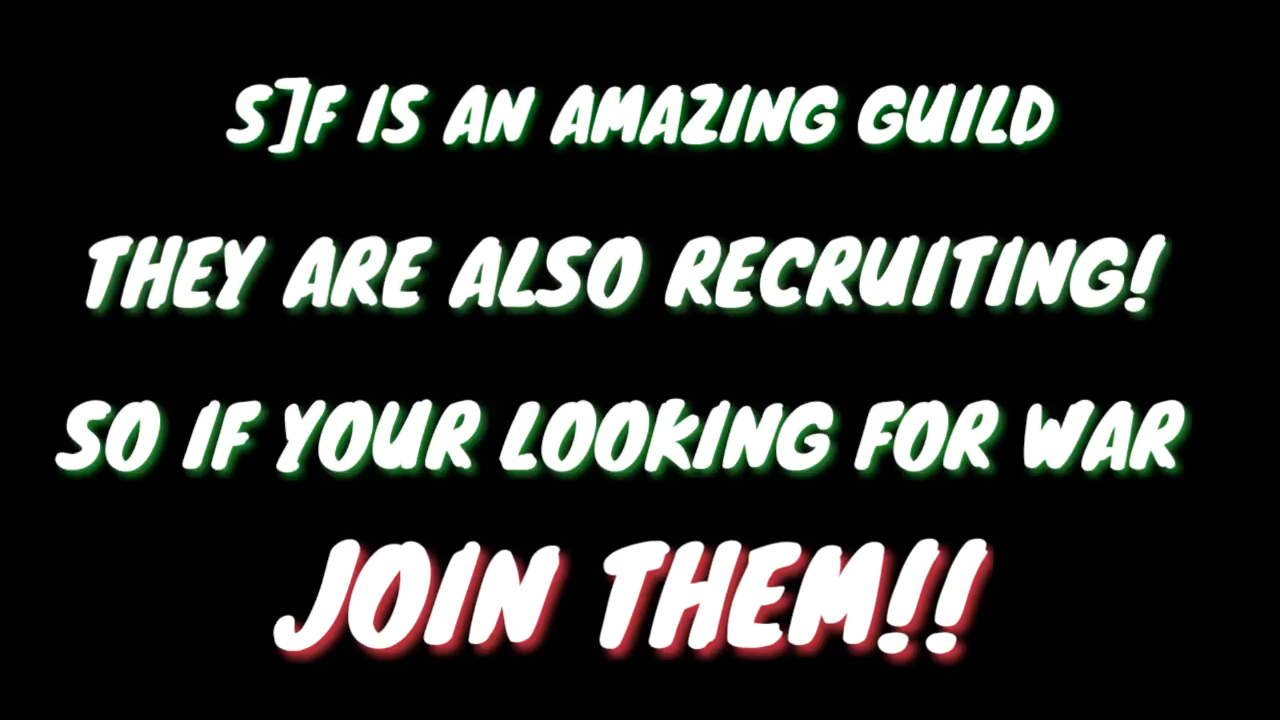 S]F IS AN AMAZING GUILD
THEY ARE ALSO RECRUITING!
SO IF YOUR LOOKING FOR WAR
JOIN THEM!!